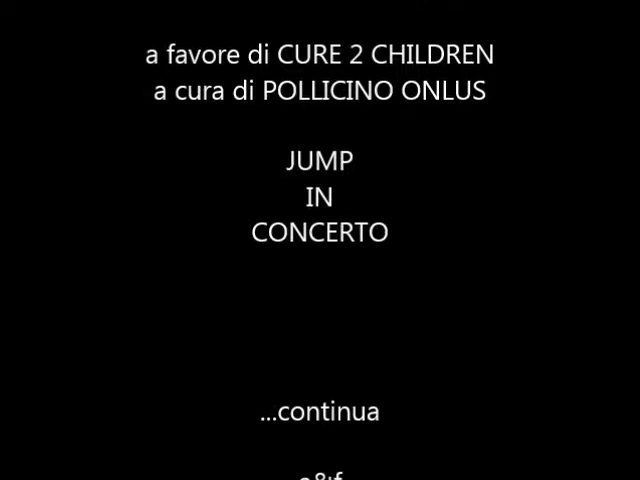 a favore di CURE 2 CHILDREN
a cura di POLLICINO ONLUS
JUMP
IN
CONCERTO
...continua